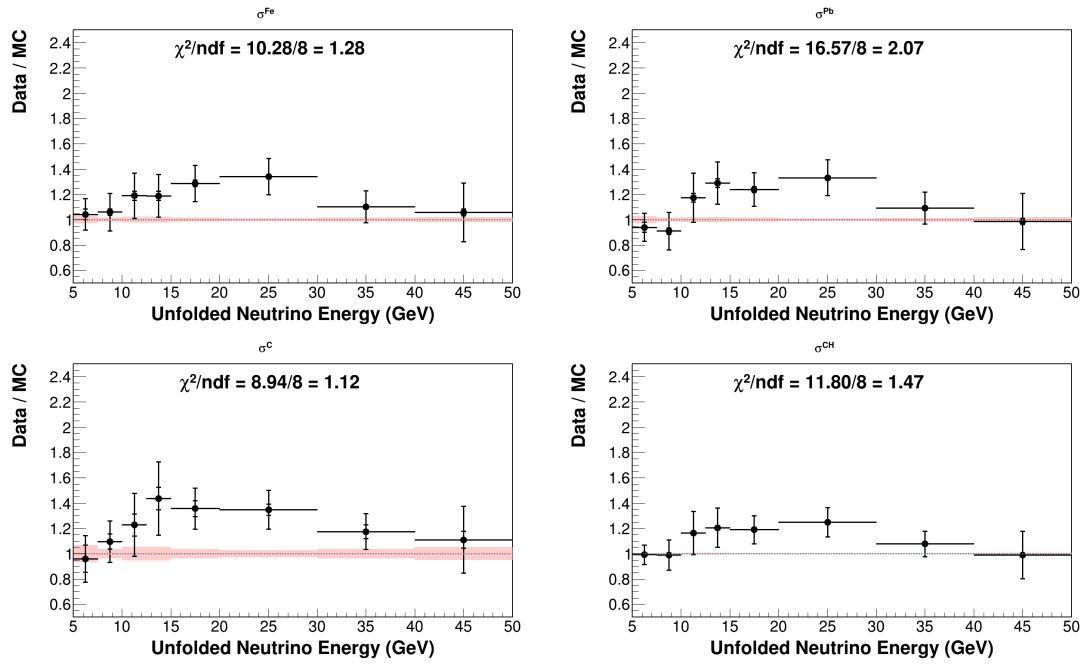 σFe
χ2/ndf = 10.28/8 = 1.28
Data / MC
2.4
2.2
2
1.8
1.6
1.4
1.2
1
0.8
0.6
5 10 15 20 25 30 35 40 45 50
Unfolded Neutrino Energy (GeV)
σPb
χ2/ndf = 16.57/8 = 2.07
Data / MC
2.4
2.2
2
1.8
1.6
1.4
1.2
1
0.8
0.6
5 10 15 20 25 30 35 40 45 50
Unfolded Neutrino Energy (GeV)
σC
χ2/ndf = 8.94/8 = 1.12
Data / MC
2.4
2.2
2
1.8
1.6
1.4
1.2
1
0.8
0.6
5 10 15 20 25 30 35 40 45 50
Unfolded Neutrino Energy (GeV)
σCH
χ2/ndf = 11.80/8 = 1.47
Data / MC
2.4
2.2
2
1.8
1.6
1.4
1.2
1
0.8
0.6
5 10 15 20 25 30 35 40 45 50
Unfolded Neutrino Energy (GeV)